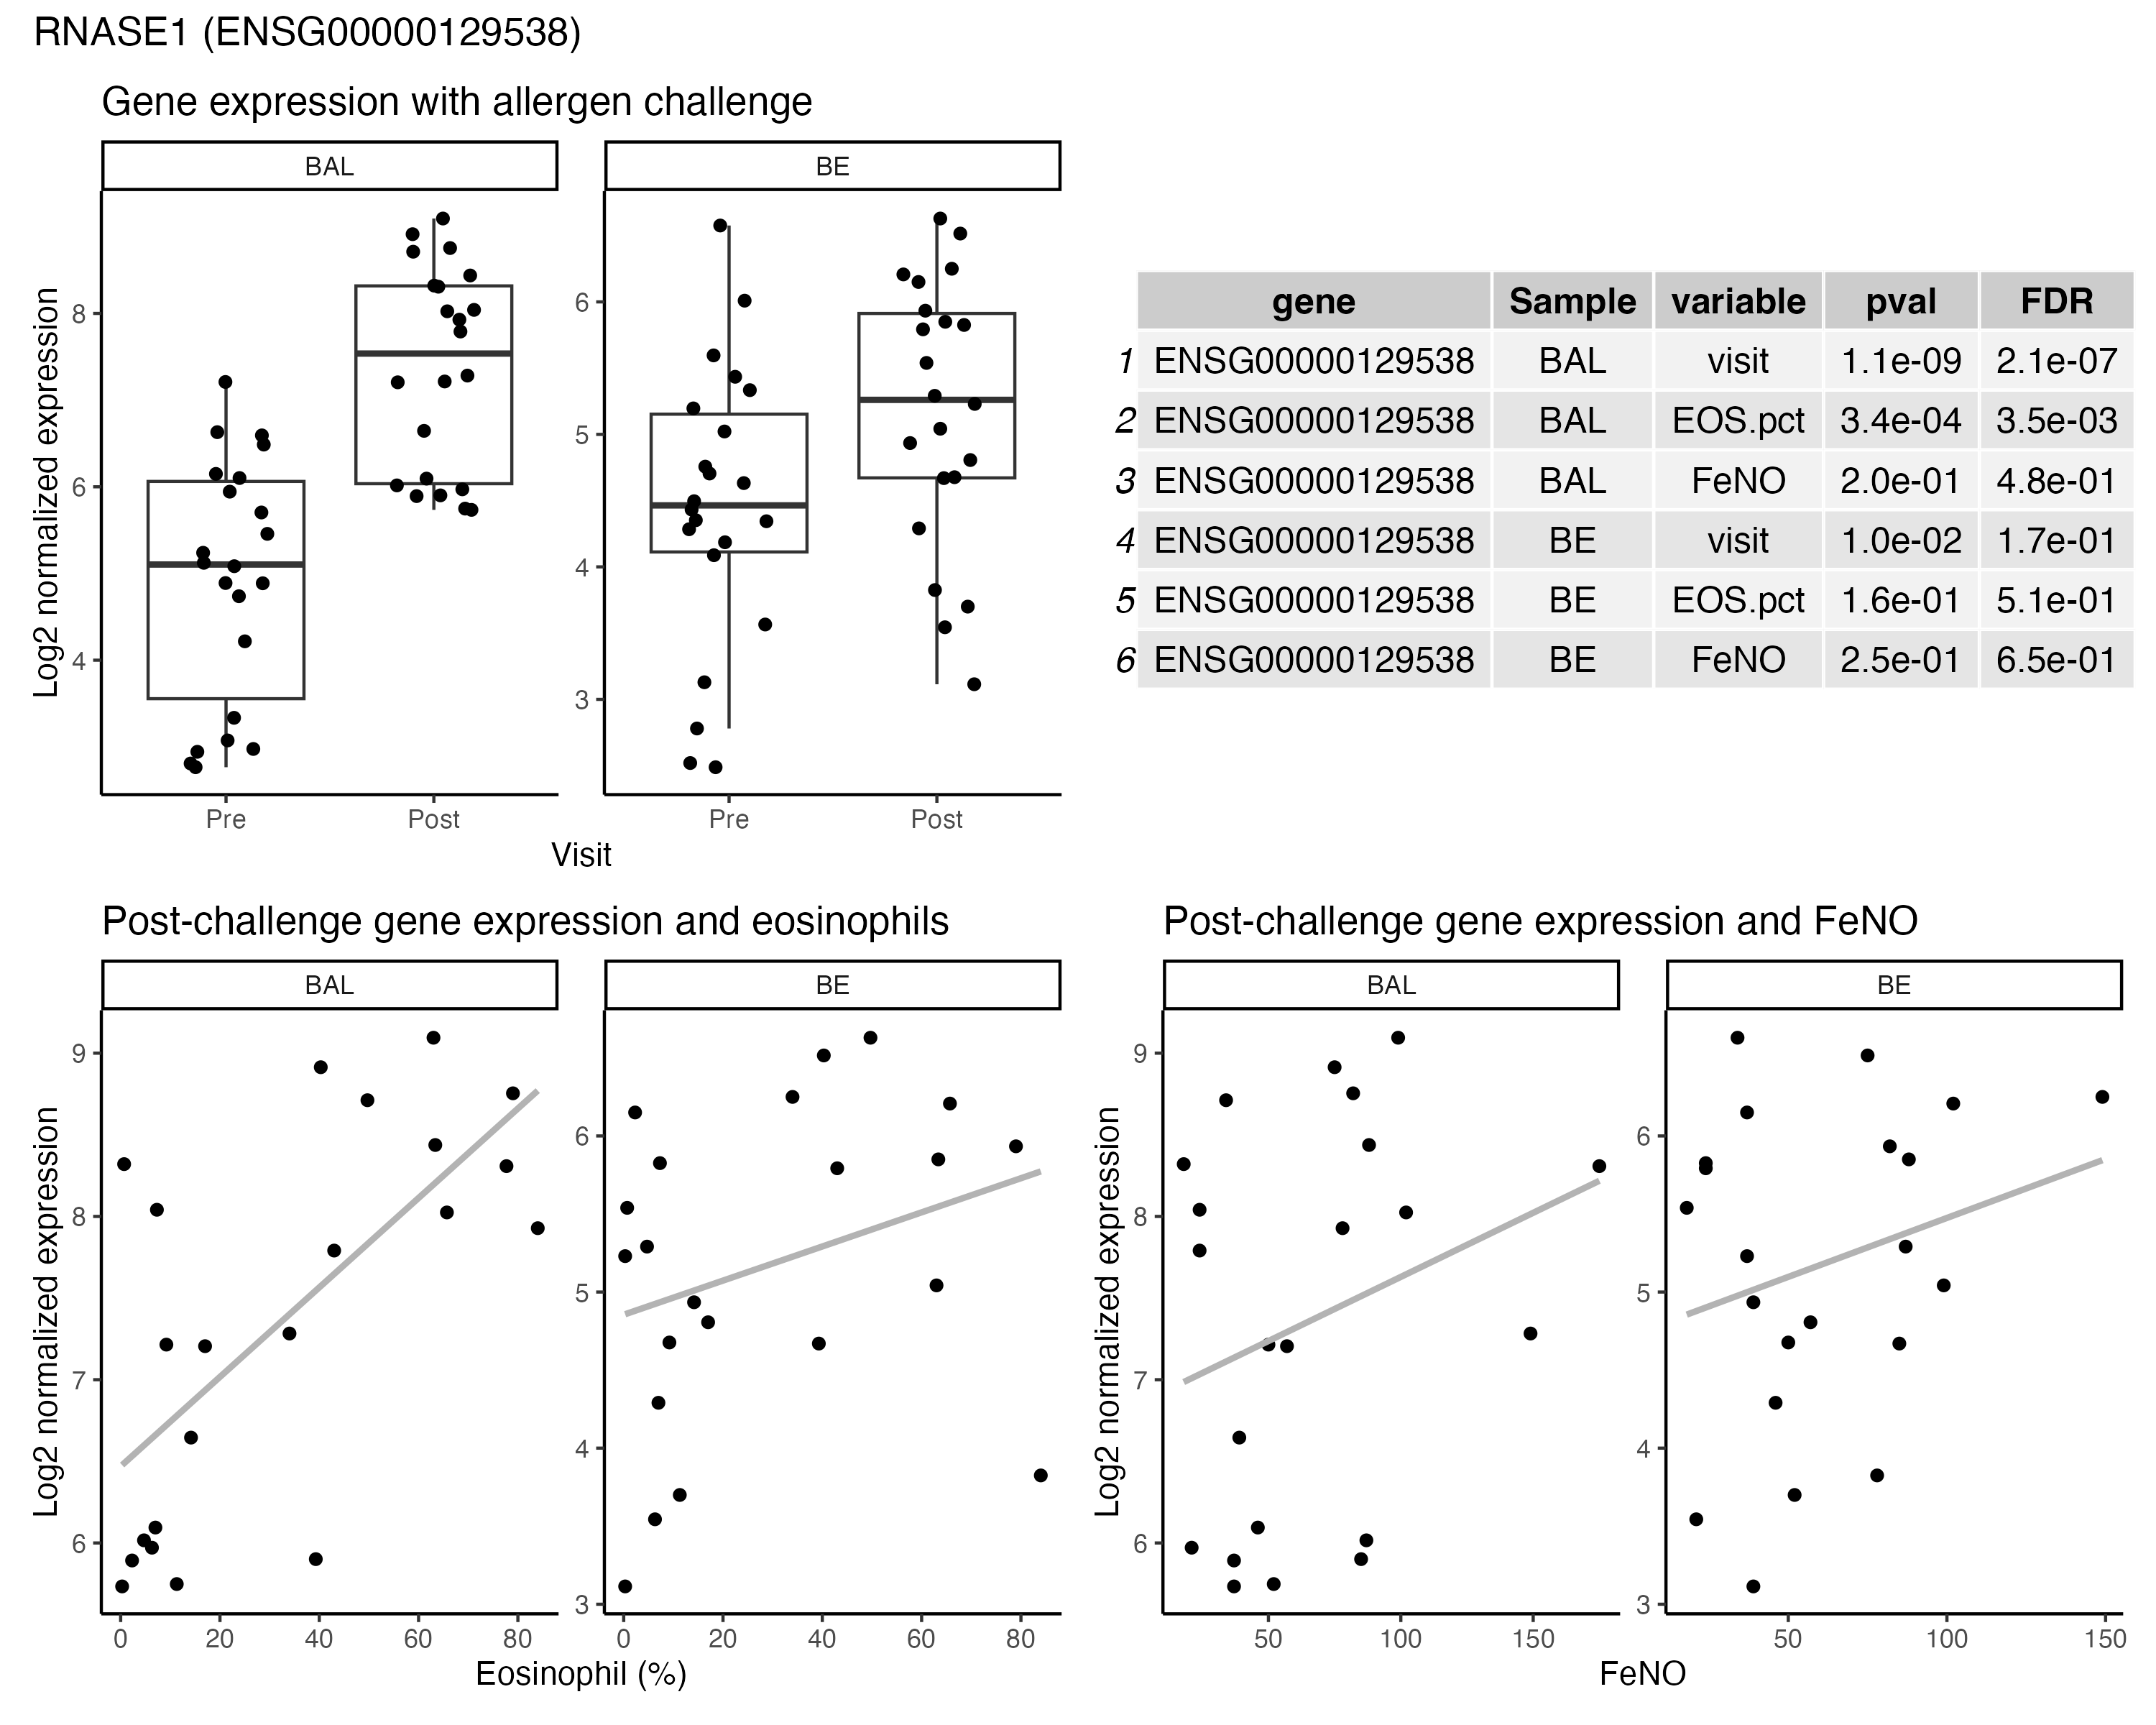 RNASE1 (ENSG00000129538)
Gene expression with allergen challenge
BAL BE
Log2 normalized expression
8
6
4
6
5
4
3
Pre Post Pre Post
Visit
gene Sample variable pval FDR
1 ENSG00000129538 BAL visit 1.1e-09 2.1e-07
2 ENSG00000129538 BAL EOS.pct 3.4e-04 3.5e-03
3 ENSG00000129538 BAL FeNO 2.0e-01 4.8e-01
4 ENSG00000129538 BE visit 1.0e-02 1.7e-01
5 ENSG00000129538 BE EOS.pct 1.6e-01 5.1e-01
6 ENSG00000129538 BE FeNO 2.5e-01 6.5e-01
Post-challenge gene expression and eosinophils
BAL BE
Log2 normalized expression
9
8
7
6
6
5
4
3
0 20 40 60 80 0 20 40 60 80
Eosinophil (%)
Post-challenge gene expression and FeNO
BAL BE
Log2 normalized expression
9
8
7
6
6
5
4
3
50 100 150 50 100 150
FeNO